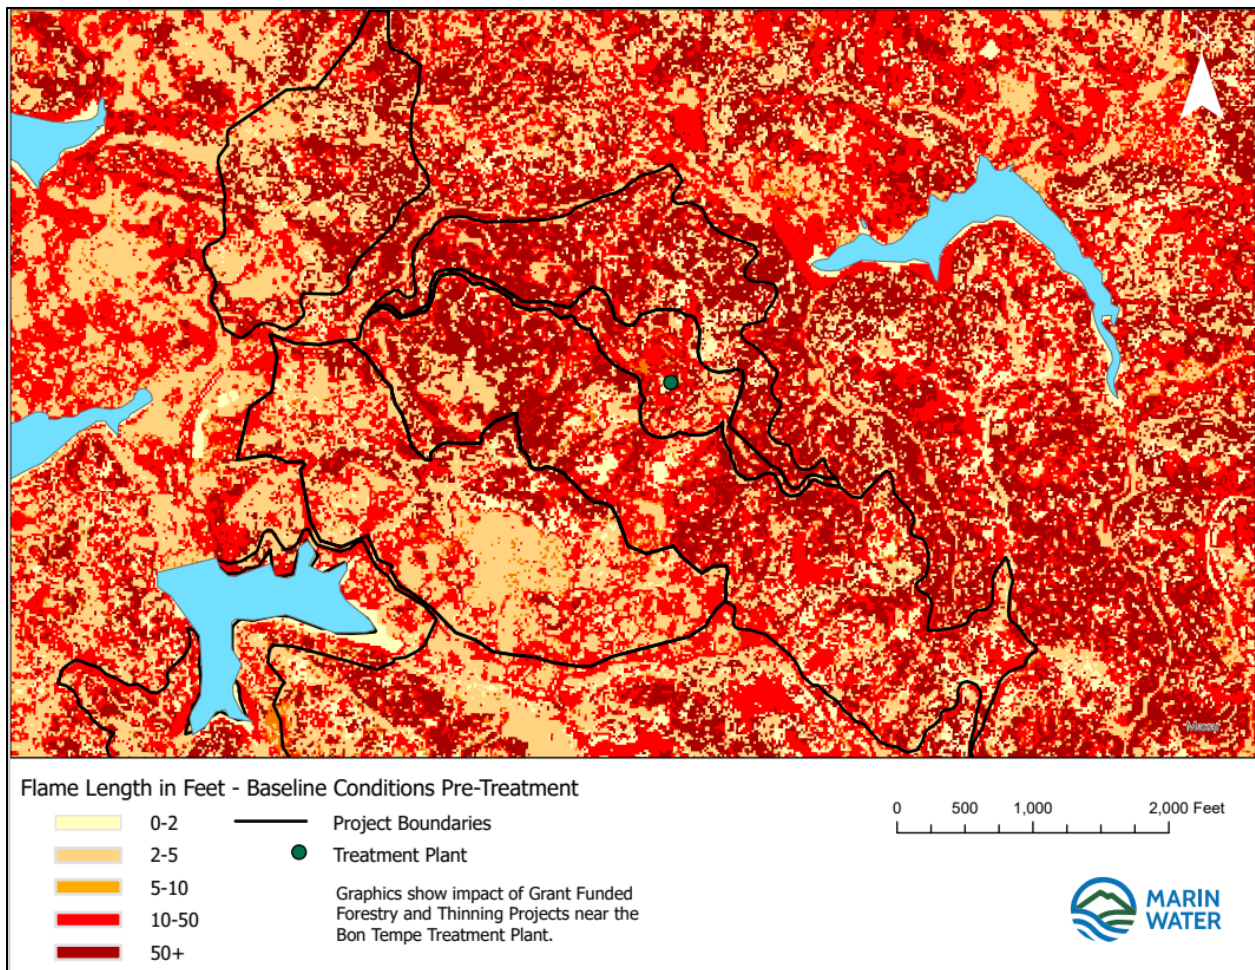 N
Maxar
Flame Length in Feet - Baseline Conditions Pre-Treatment
0-2
2-5
5-10
10-50
50+
Project Boundaries
Treatment Plant
Graphics show impact of Grant Funded
Forestry and Thinning Projects near the
Bon Tempe Treatment Plant.
0 500 1,000 2,000 Feet
MARIN
WATER